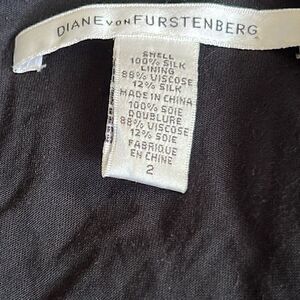 DIANE VON FURSTENBERG
SHELL
100% SILK
LINING
88% VISCOSE
12% SILK
MADE IN CHINA
100% SOIE
DOUBLURE
88% VISCOSE
12% SOIE
FABRIQUE
EN CHINE
2